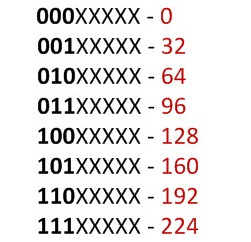 000XXXXX - 0
001XXXXX - 32
010XXXXX - 64
011XXXXX - 96
100XXXXX - 128
101XXXXX - 160
110XXXXX - 192
111XXXXX - 224